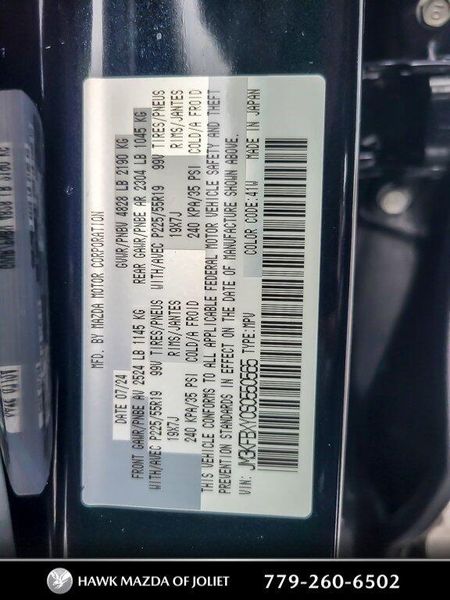 MFD. BY MAZDA MOTOR CORPORATION
DATE 07/24 GVWR/PNBV 4828 LB 2190 KG
FRONT GAWR/PNBE AV 2524 LB 1145 KG REAR GAWR/PNBE AR 2304 LB 1045 KG
WITH/AVEC P225/55R19 99V TIRES/PNEUS WITH/AVEC P225/55R19 99V TIRES/PNEUS
19X7J RIMS/JANTES 19X7J RIMS/JANTES
240 KPA/35 PSI COLD/A FROID 240 KPA/35 PSI COLD/A FROID
THIS VEHICLE CONFORMS TO ALL APPLICABLE FEDERAL MOTOR VEHICLE SAFETY AND THEFT
PREVENTION STANDARDS IN EFFECT ON THE DATE OF MANUFACTURE SHOWN ABOVE.
VIN: TYPE: MPV COLOR CODE: 41W MADE IN JAPAN
HAWK MAZDA OF JOLIET 779-260-6502